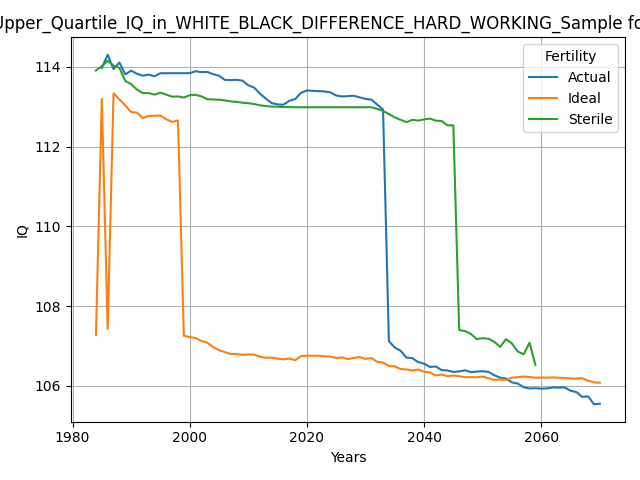 Upper_Quartile_IQ_in_WHITE_BLACK_DIFFERENCE_HARD_WORKING_Sample fo
Fertility
Actual
Ideal
Sterile
114
112
110
108
106
IQ
1980
2000
2020
2040
2060
Years